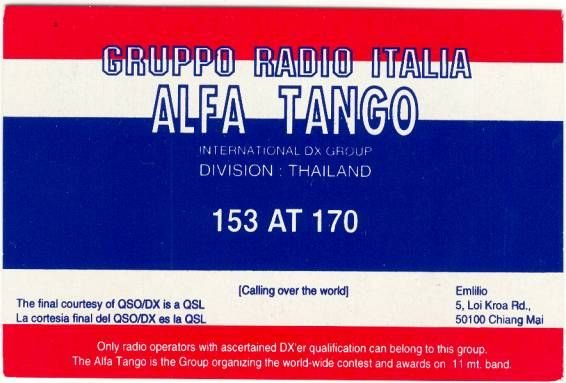 GRUPPO RADIO ITALIA
ALFA TANGO
INTERNATIONAL DX GROUP
DIVISION : THAILAND
153 AT 170
[Calling over the world]
The final courtesy of QSO/DX is a QSL
La cortesia final del QSO/DX es la QSL
Emlilio
5, Loi Kroa Rd.,
50100 Chiang Mai
Only radio operators with ascertained DX'er qualification can belong to this group.
The Alfa Tango is the Group organizing the world-wide contest and awards on 11 mt. band.